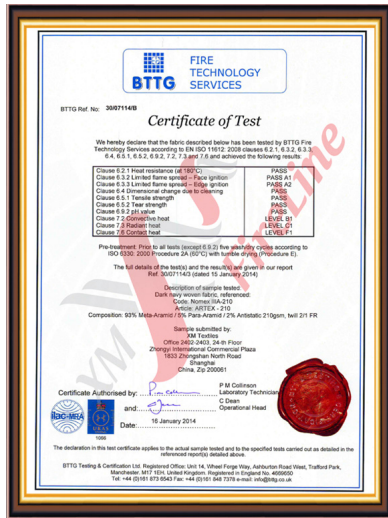 BTTG
FIRE
TECHNOLOGY
SERVICES
BTTG Ref. No: 30/07114/B
Certificate of Test
We hereby declare that the fabric described below has been tested by BTTG Fire
Technology Services according to EN ISO 11612: 2008 clauses 6.2.1, 6.3.2, 6.3.3,
6.4, 6.5.1, 6.5.2, 6.9.2, 7.2, 7.3 and 7.6 and achieved the following results:
Clause 6.2.1 Heat resistance (at 180°C) PASS
Clause 6.3.2 Limited flame spread – Face ignition PASS A1
Clause 6.3.3 Limited flame spread – Edge ignition PASS A2
Clause 6.4 Dimensional change due to cleaning PASS
Clause 6.5.1 Tensile strength PASS
Clause 6.5.2 Tear strength PASS
Clause 6.9.2 pH value PASS
Clause 7.2 Convective heat LEVEL B1
Clause 7.3 Radiant heat LEVEL C1
Clause 7.6 Contact heat LEVEL F1
Pre-treatment: Prior to all tests (except 6.9.2) five wash/dry cycles according to
ISO 6330: 2000 Procedure 2A (60°C) with tumble drying (Procedure E).
The full details of the test(s) and the result(s) are given in our report
Ref: 30/07114/3 (dated 15 January 2014)
Description of sample tested:
Dark navy woven fabric, referenced:
Code: Nomex IIIA-210
Article: ARTEX - 210
Composition: 93% Meta-Aramid / 5% Para-Aramid / 2% Antistatic 210gsm, twill 2/1 FR
Sample submitted by:
XM Textiles
Office 2402-2403, 24-th Floor
Zhongyi International Commercial Plaza
1633 Zhongshan North Road
Shanghai
China, Zip 200061
Certificate Authorised by:
P M Collinson
Laboratory Technician
and:
C Dean
Operational Head
Date: 15 January 2014
ilac-MRA
UKAS
1066
The declaration in this test certificate applies to the actual sample tested and to the specified tests carried out as detailed in the
referenced report(s) detailed above.
BTTG Testing & Certification Ltd. Registered Office: Unit 14, Wheel Forge Way, Ashburton Road West, Trafford Park,
Manchester. M17 1EH. United Kingdom. Registered in England No. 4669650
Tel: +44 (0)161 873 6543 Fax: +44 (0)161 848 7378 e-mail: info@bttg.co.uk
XM FireLine